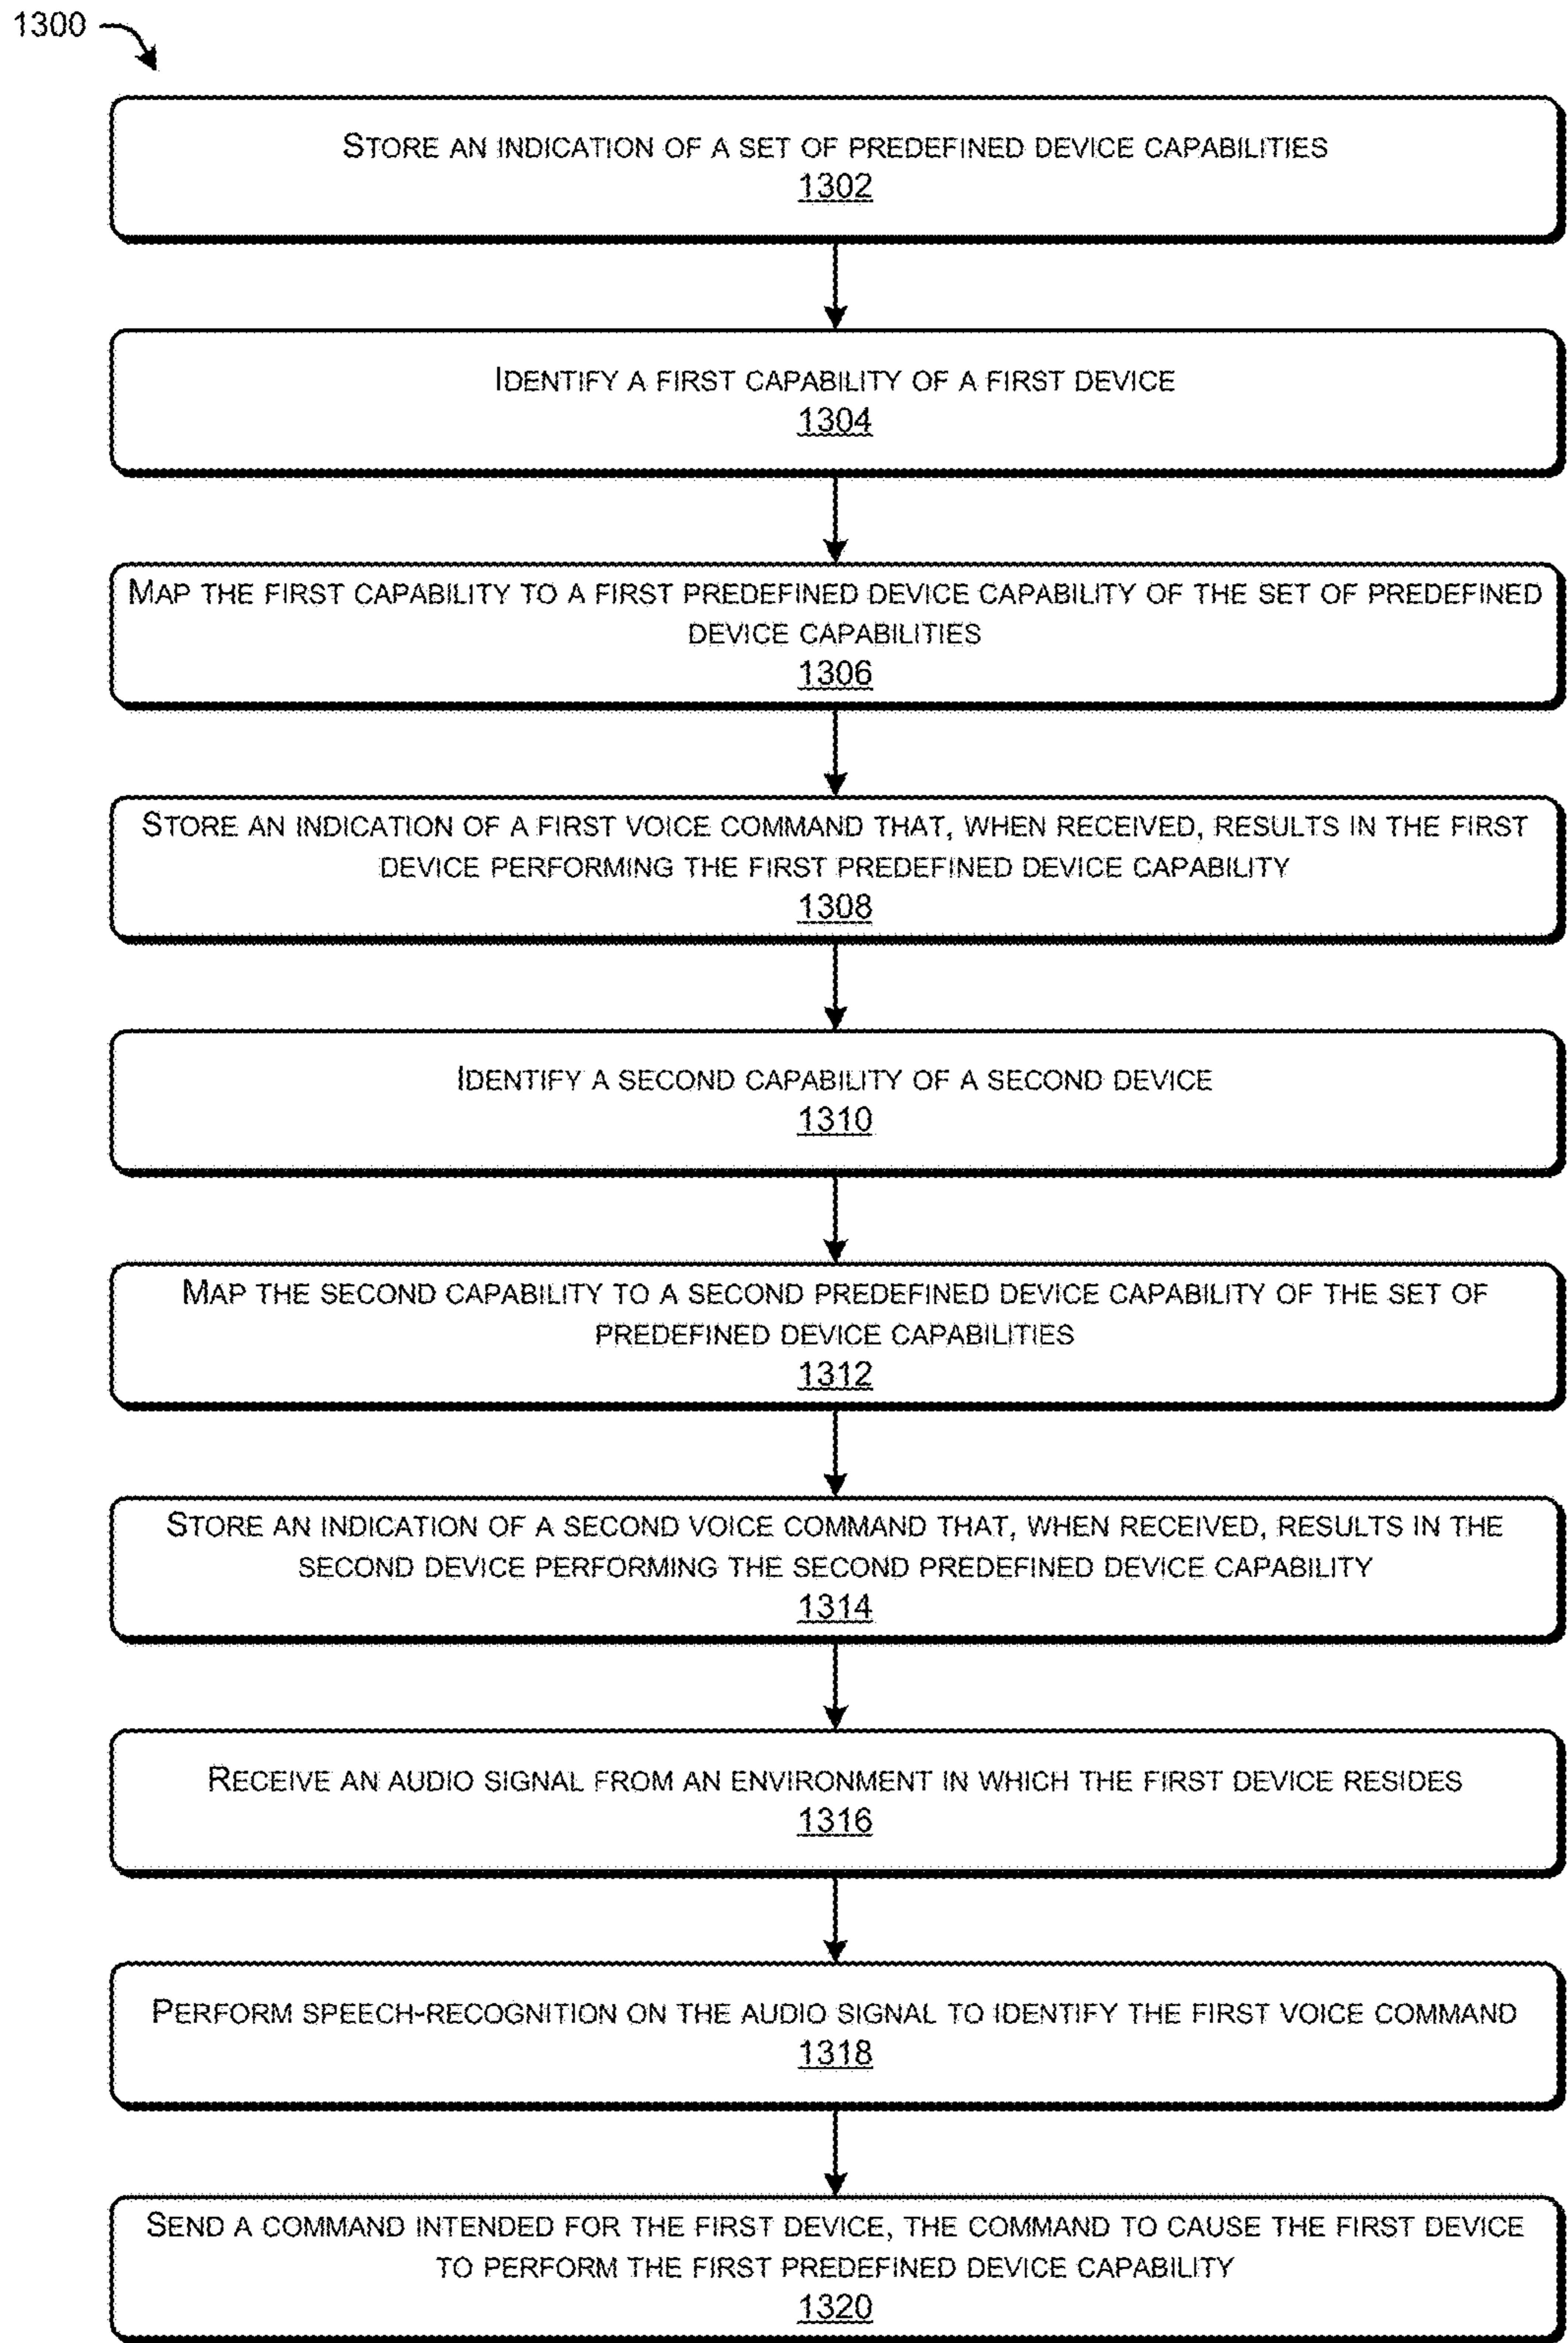 1300
STORE AN INDICATION OF A SET OF PREDEFINED DEVICE CAPABILITIES
1302
IDENTIFY A FIRST CAPABILITY OF A FIRST DEVICE
1304
MAP THE FIRST CAPABILITY TO A FIRST PREDEFINED DEVICE CAPABILITY OF THE SET OF PREDEFINED
DEVICE CAPABILITIES
1306
STORE AN INDICATION OF A FIRST VOICE COMMAND THAT, WHEN RECEIVED, RESULTS IN THE FIRST
DEVICE PERFORMING THE FIRST PREDEFINED DEVICE CAPABILITY
1308
IDENTIFY A SECOND CAPABILITY OF A SECOND DEVICE
1310
MAP THE SECOND CAPABILITY TO A SECOND PREDEFINED DEVICE CAPABILITY OF THE SET OF
PREDEFINED DEVICE CAPABILITIES
1312
STORE AN INDICATION OF A SECOND VOICE COMMAND THAT, WHEN RECEIVED, RESULTS IN THE
SECOND DEVICE PERFORMING THE SECOND PREDEFINED DEVICE CAPABILITY
1314
RECEIVE AN AUDIO SIGNAL FROM AN ENVIRONMENT IN WHICH THE FIRST DEVICE RESIDES
1316
PERFORM SPEECH-RECOGNITION ON THE AUDIO SIGNAL TO IDENTIFY THE FIRST VOICE COMMAND
1318
SEND A COMMAND INTENDED FOR THE FIRST DEVICE, THE COMMAND TO CAUSE THE FIRST DEVICE
TO PERFORM THE FIRST PREDEFINED DEVICE CAPABILITY
1320